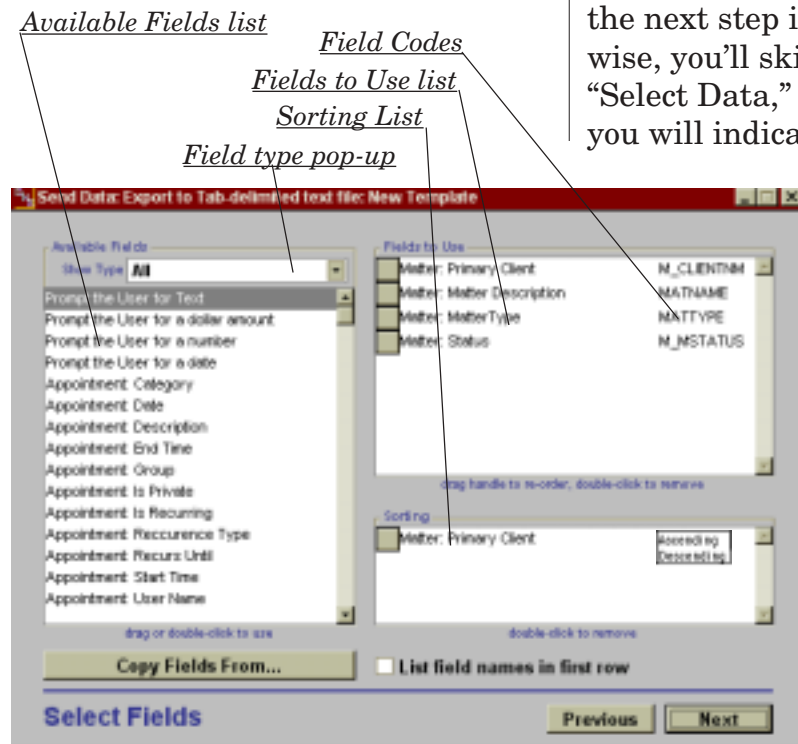 Available Fields list
Field Codes
Fields to Use list
Sorting List
Field type pop-up
the next step i
wise, you'll ski
“Select Data,”
you will indica
Send Data: Export to Tab-delimited text file: New Template
Available Fields
Show Type All
Prompt the User for Text
Prompt the User for a dollar amount
Prompt the User for a number
Prompt the User for a date
Appointment: Category
Appointment: Date
Appointment: Description
Appointment: End Time
Appointment: Group
Appointment: Is Private
Appointment: Is Recurring
Appointment: Reccurence Type
Appointment: Recurs Until
Appointment: Start Time
Appointment: User Name
drag or double-click to use
Copy Fields From...
Fields to Use
Matter: Primary Client M_CLIENTNM
Matter: Matter Description MATNAME
Matter: MatterType MATTYPE
Matter: Status M_MSTATUS
drag handle to re-order, double-click to remove
Sorting
Matter: Primary Client Ascending
Descending
double-click to remove
List field names in first row
Select Fields
Previous Next